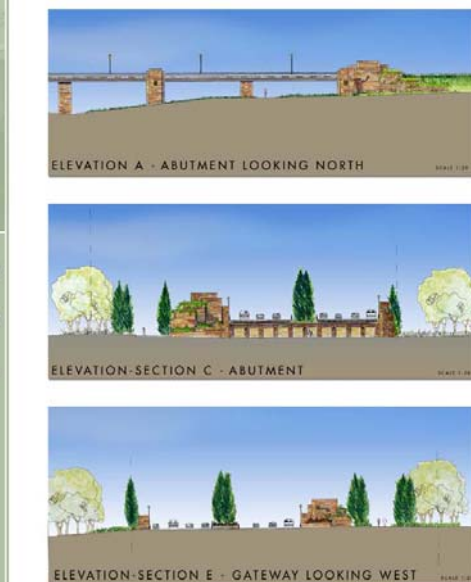 ELEVATION A - ABUTMENT LOOKING NORTH
ELEVATION-SECTION C - ABUTMENT
ELEVATION-SECTION E - GATEWAY LOOKING WEST